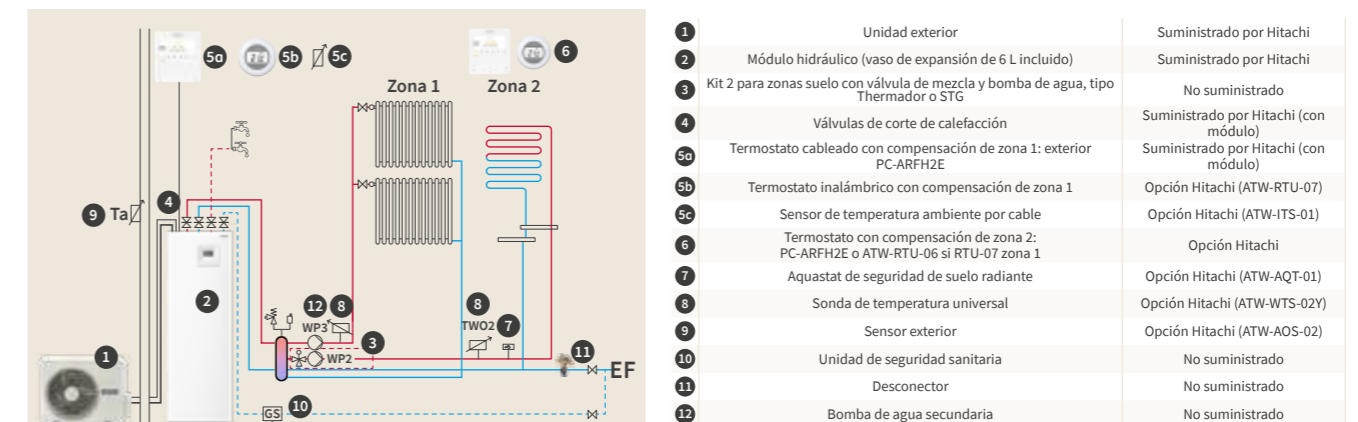 5a
5b
5c
6
Zona 1
Zona 2
9
Ta
4
2
12
8
WP3
8
TWO2
7
3
WP2
1
11
EF
10
GS
1 Unidad exterior Suministrado por Hitachi
2 Módulo hidráulico (vaso de expansión de 6 L incluido) Suministrado por Hitachi
3 Kit 2 para zonas suelo con válvula de mezcla y bomba de agua, tipo
Thermador o STG No suministrado
4 Válvulas de corte de calefacción Suministrado por Hitachi (con
módulo)
5a Termostato cableado con compensación de zona 1: exterior
PC-ARFH2E Suministrado por Hitachi (con
módulo)
5b Termostato inalámbrico con compensación de zona 1 Opción Hitachi (ATW-RTU-07)
5c Sensor de temperatura ambiente por cable Opción Hitachi (ATW-ITS-01)
6 Termostato con compensación de zona 2:
PC-ARFH2E o ATW-RTU-06 si RTU-07 zona 1 Opción Hitachi
7 Aquastat de seguridad de suelo radiante Opción Hitachi (ATW-AQT-01)
8 Sonda de temperatura universal Opción Hitachi (ATW-WTS-02Y)
9 Sensor exterior Opción Hitachi (ATW-AOS-02)
10 Unidad de seguridad sanitaria No suministrado
11 Desconector No suministrado
12 Bomba de agua secundaria No suministrado